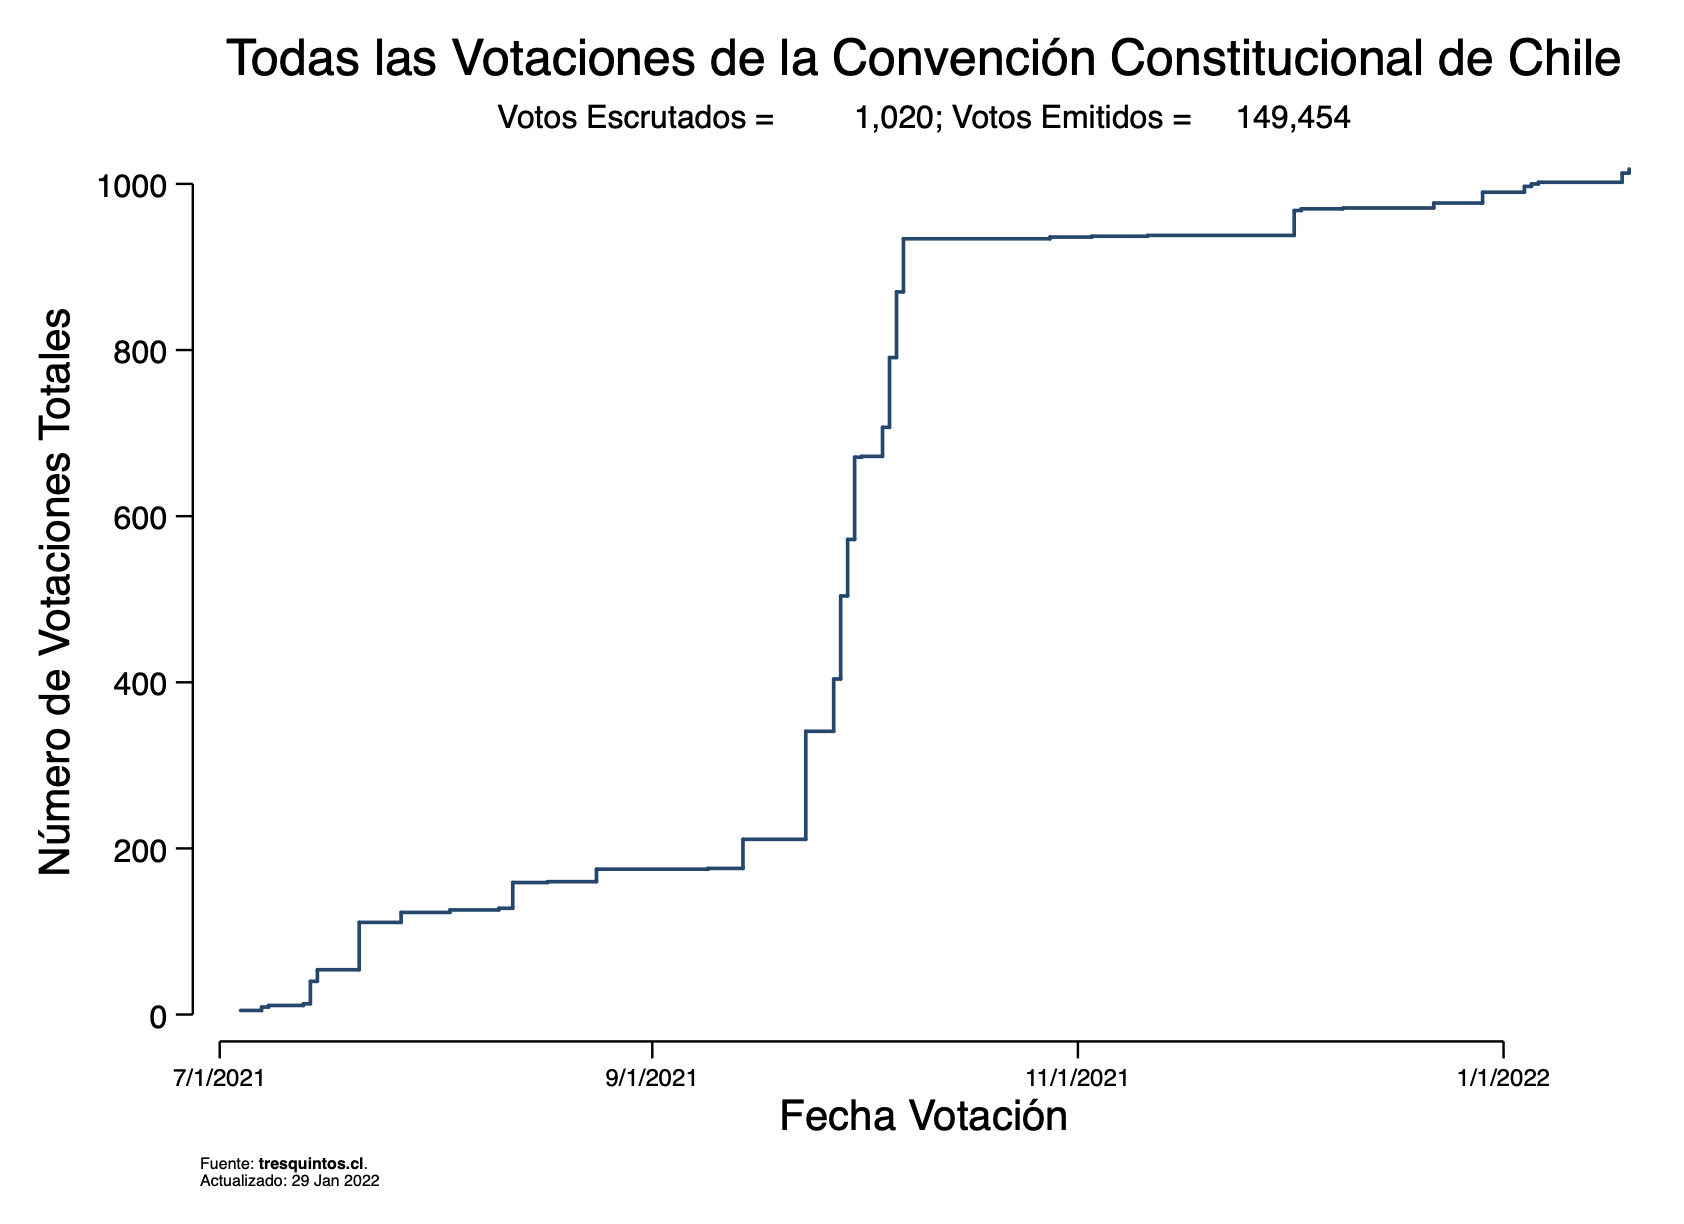 Todas las Votaciones de la Convención Constitucional de Chile
Votos Escrutados = 1,020; Votos Emitidos = 149,454
Número de Votaciones Totales
1000
800
600
400
200
0
7/1/2021 9/1/2021 11/1/2021 1/1/2022
Fecha Votación
Fuente: tresquintos.cl.
Actualizado: 29 Jan 2022